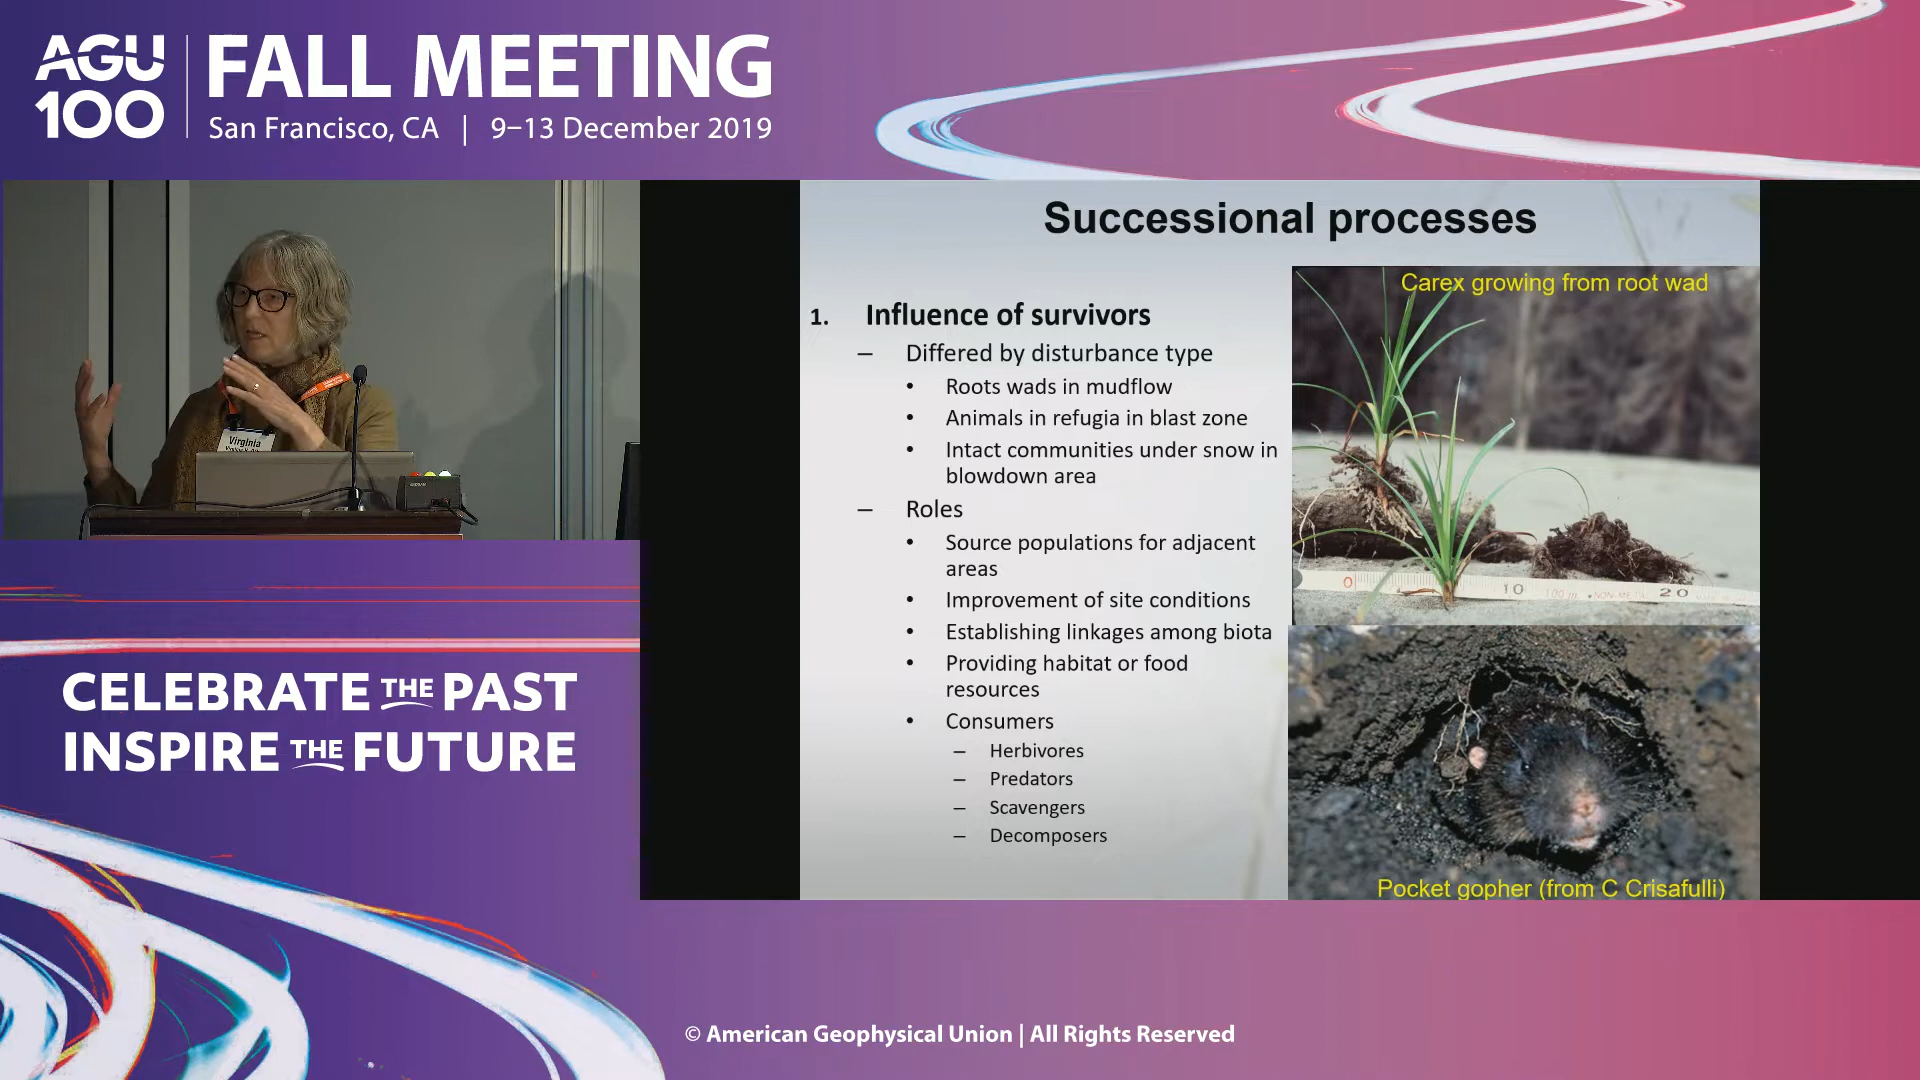 AGU
100
FALL MEETING
San Francisco, CA | 9–13 December 2019
Virginia
Successional processes
1. Influence of survivors
– Differed by disturbance type
• Roots wads in mudflow
• Animals in refugia in blast zone
• Intact communities under snow in
blowdown area
– Roles
• Source populations for adjacent
areas
• Improvement of site conditions
• Establishing linkages among biota
• Providing habitat or food
resources
• Consumers
– Herbivores
– Predators
– Scavengers
– Decomposers
Carex growing from root wad
0 10 20
Pocket gopher (from C Crisafulli)
CELEBRATE THE PAST
INSPIRE THE FUTURE
© American Geophysical Union | All Rights Reserved